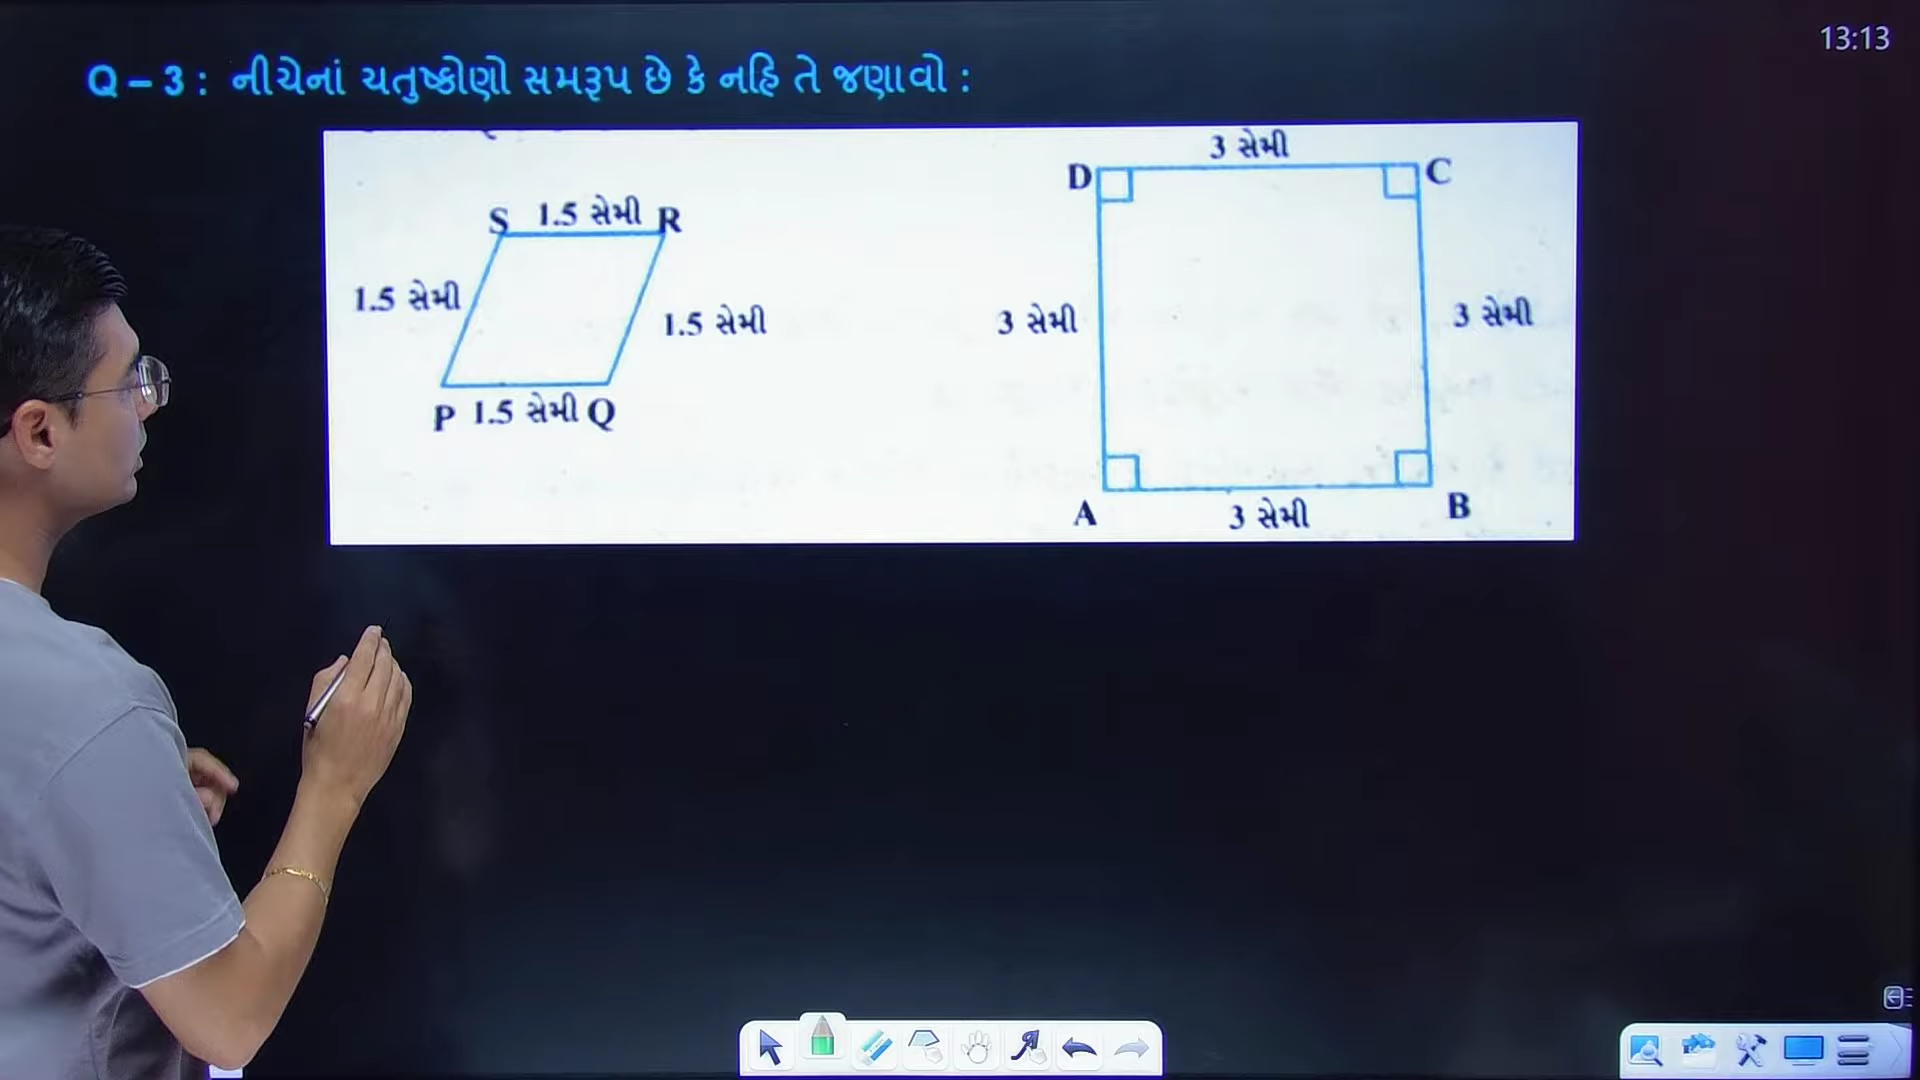 13:13
Q – 3 : નીચેનાં ચતુષ્કોણો સમરૂપ છે કે નહિ તે જણાવો :
S 1.5 સેમી R
1.5 સેમી
1.5 સેમી
P 1.5 સેમી Q
3 સેમી
D C
3 સેમી
3 સેમી
A B
3 સેમી